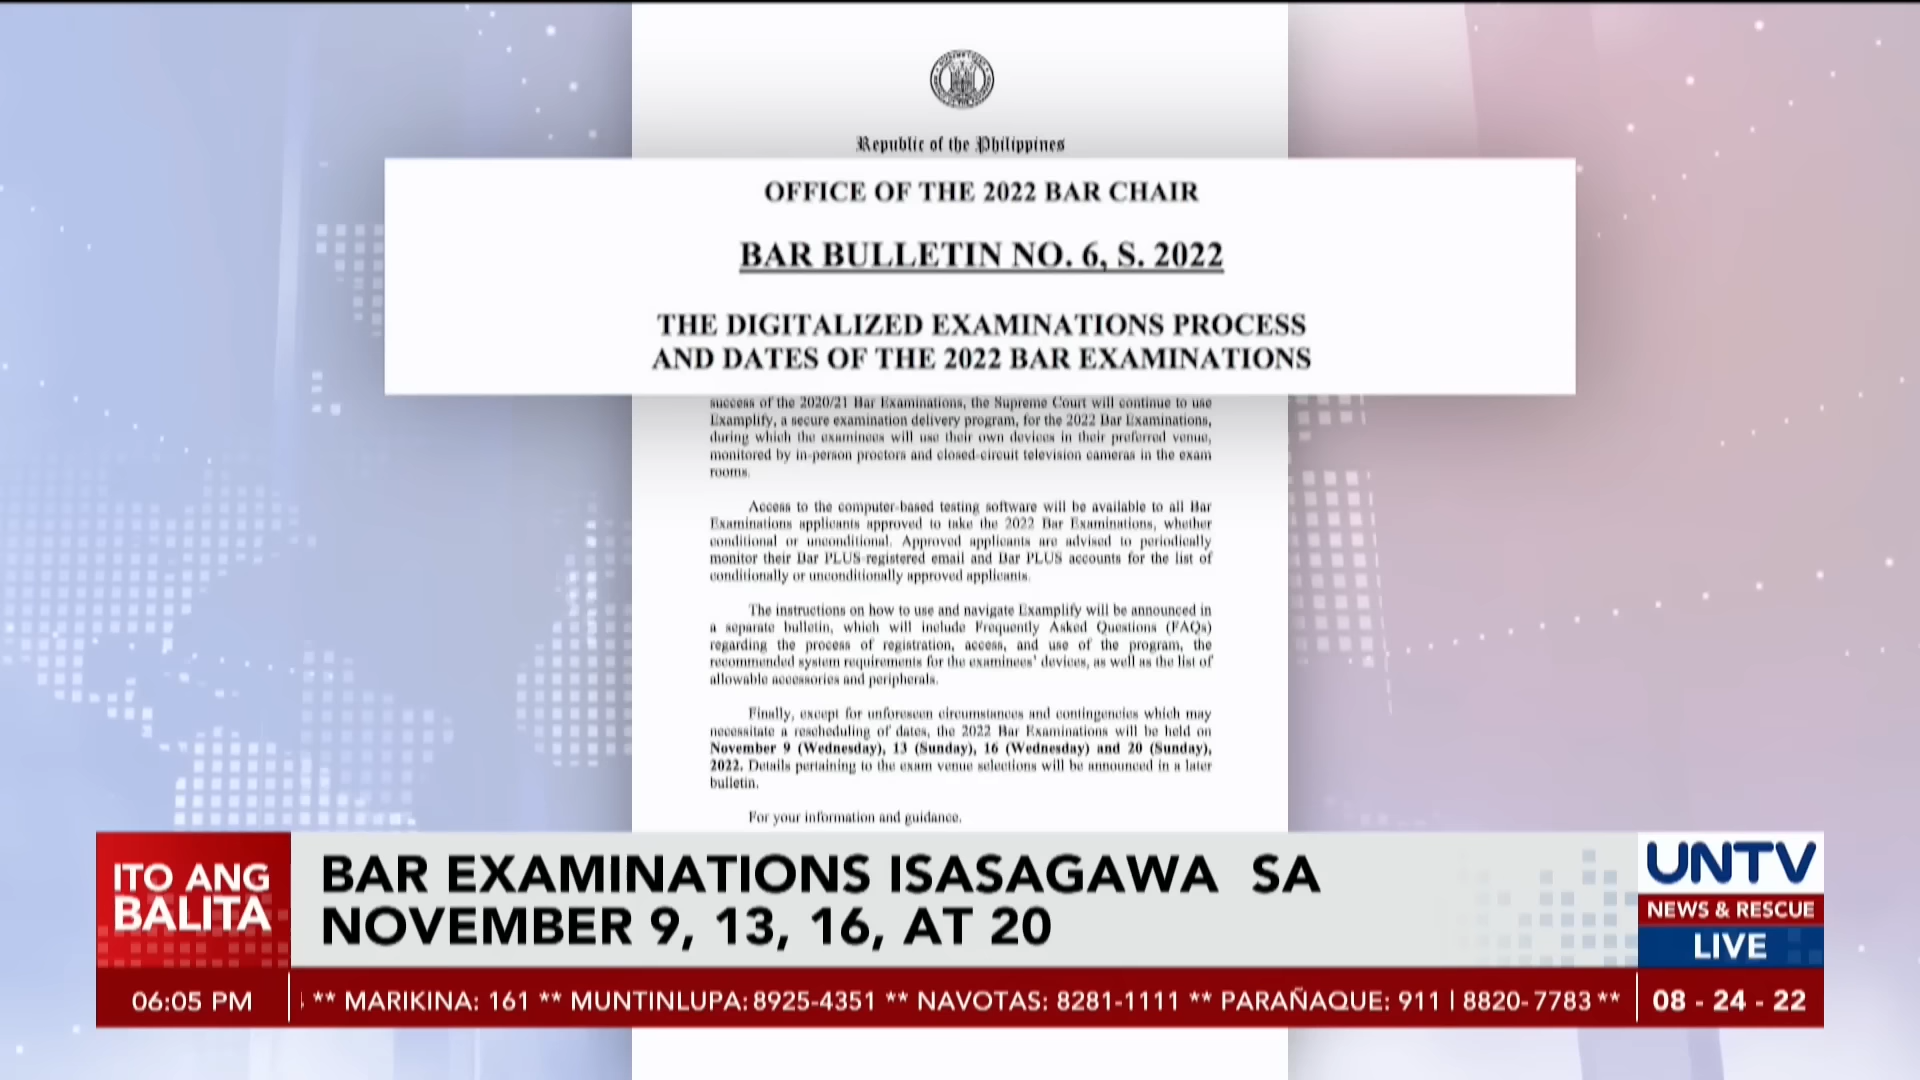 Republic of the Philippines
OFFICE OF THE 2022 BAR CHAIR
BAR BULLETIN NO. 6, S. 2022
THE DIGITALIZED EXAMINATIONS PROCESS
AND DATES OF THE 2022 BAR EXAMINATIONS
success of the 2020/21 Bar Examinations, the Supreme Court will continue to use
Examplify, a secure examination delivery program, for the 2022 Bar Examinations,
during which the examinees will use their own devices in their preferred venue,
monitored by in-person proctors and closed-circuit television cameras in the exam
rooms.
Access to the computer-based testing software will be available to all Bar
Examinations applicants approved to take the 2022 Bar Examinations, whether
conditional or unconditional. Approved applicants are advised to periodically
monitor their Bar PLUS-registered email and Bar PLUS accounts for the list of
conditionally or unconditionally approved applicants.
The instructions on how to use and navigate Examplify will be announced in
a separate bulletin, which will include Frequently Asked Questions (FAQs)
regarding the process of registration, access, and use of the program, the
recommended system requirements for the examinees' devices, as well as the list of
allowable accessories and peripherals.
Finally, except for unforeseen circumstances and contingencies which may
necessitate a rescheduling of dates, the 2022 Bar Examinations will be held on
November 9 (Wednesday), 13 (Sunday), 16 (Wednesday) and 20 (Sunday),
2022. Details pertaining to the exam venue selections will be announced in a later
bulletin.
For your information and guidance.
ITO ANG
BALITA
BAR EXAMINATIONS ISASAGAWA SA
NOVEMBER 9, 13, 16, AT 20
UNTV
NEWS & RESCUE
LIVE
06:05 PM
** MARIKINA: 161 ** MUNTINLUPA: 8925-4351 ** NAVOTAS: 8281-1111 ** PARAÑAQUE: 911 | 8820-7783 **
08 - 24 - 22